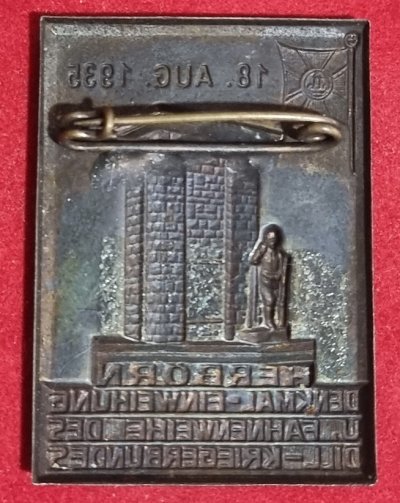 18. AUG. 1935
HERBORN
DENKMAL-EINWEIHUNG
U. FAHNENWEIHE DES
DILL-KRIEGERBUNDES